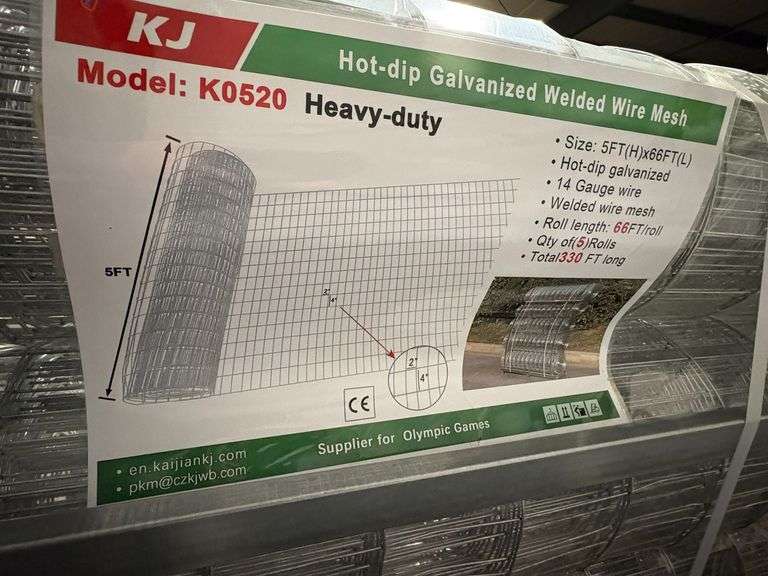 KJ
Hot-dip Galvanized Welded Wire Mesh
Model: K0520 Heavy-duty
• Size: 5FT(H)x66FT(L)
• Hot-dip galvanized
• 14 Gauge wire
• Welded wire mesh
• Roll length: 66FT/roll
• Qty of(5)Rolls
• Total330 FT long
5FT
2"
4"
CE
Supplier for Olympic Games
• en.kaijiankj.com
• pkm@czkjwb.com